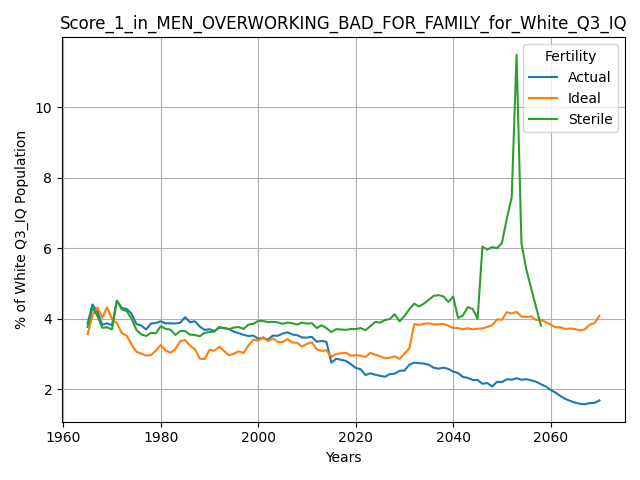 Score_1_in_MEN_OVERWORKING_BAD_FOR_FAMILY_for_White_Q3_IQ
% of White Q3_IQ Population
10
8
6
4
2
Fertility
Actual
Ideal
Sterile
1960 1980 2000 2020 2040 2060
Years